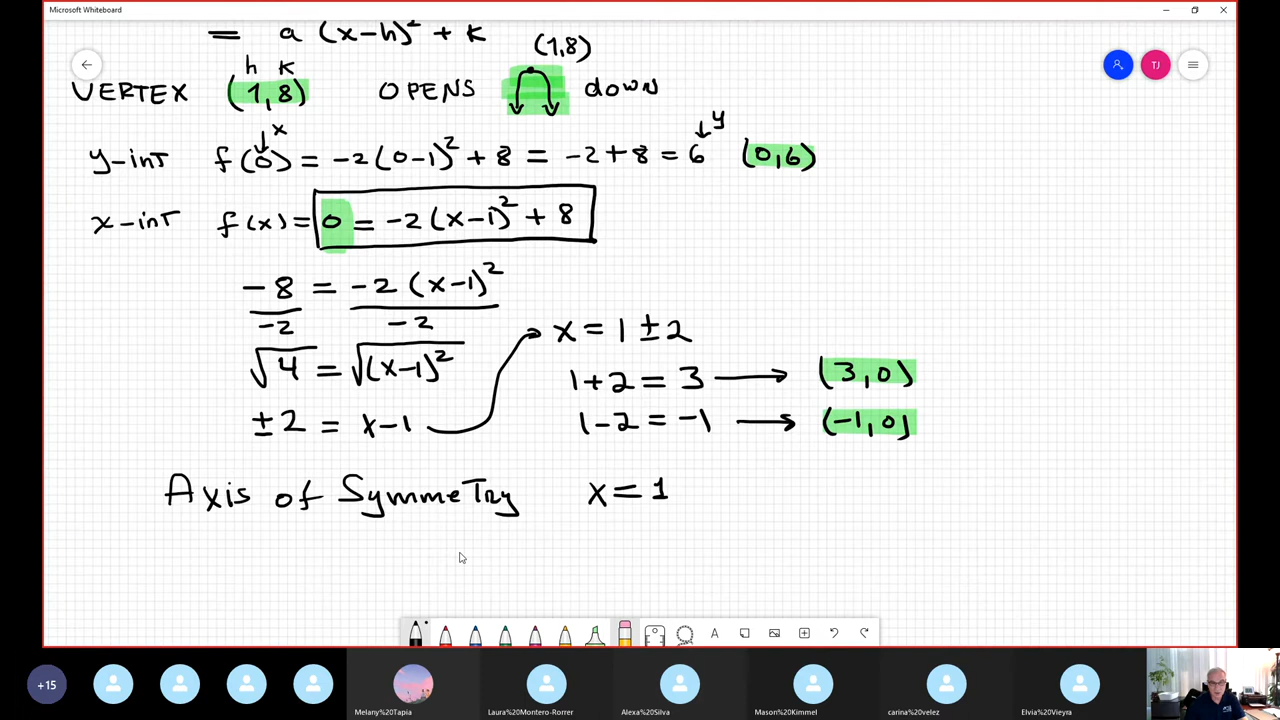 Microsoft Whiteboard
= a (x-h)² + k
(1,8)
h k
VERTEX (1,8) OPENS down
x
y
y-int f(0) = -2(0-1)² + 8 = -2+8 = 6 (0,6)
x-int f(x) = 0 = -2(x-1)² + 8
-8 = -2 (x-1)²
-2 -2
x = 1 ± 2
√4 = √(x-1)²
1+2 = 3 → (3,0)
±2 = x-1
1-2 = -1 → (-1,0)
Axis of Symmetry x = 1
TJ
A
+15
Melany%20Tapia
Laura%20Montero-Rorrer
Alexa%20Silva
Mason%20Kimmel
carina%20velez
Elvia%20Vieyra